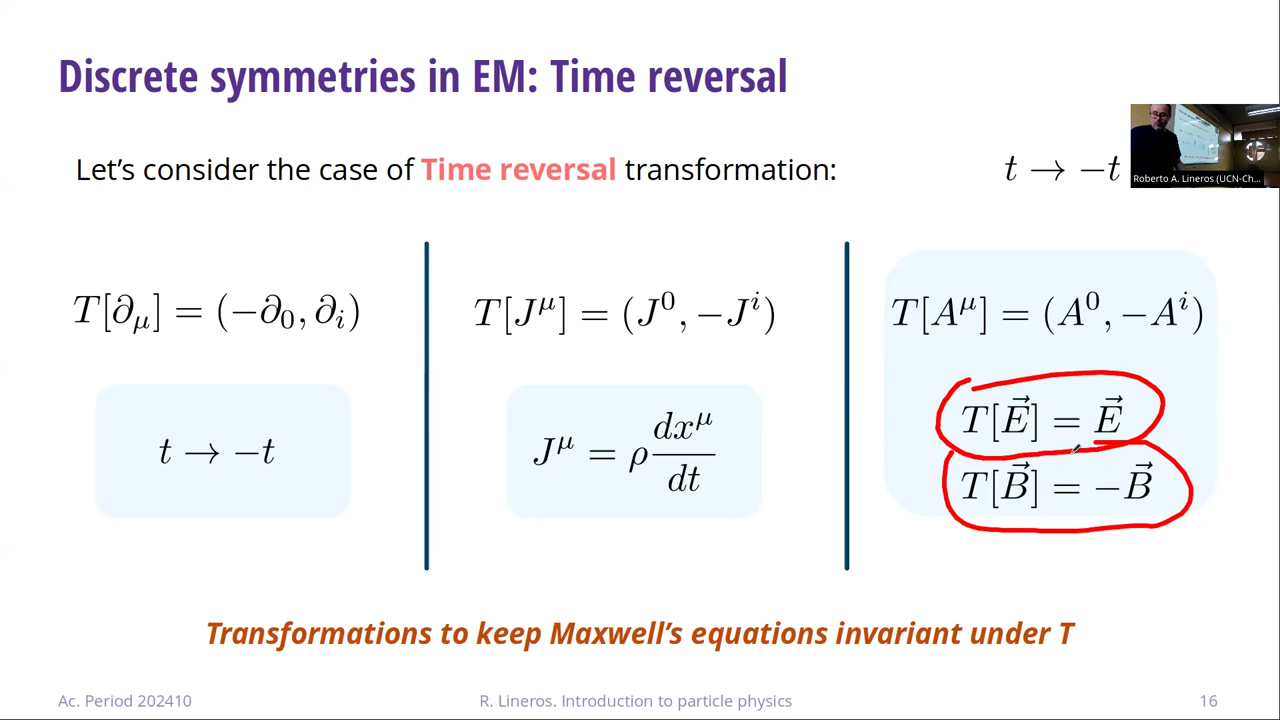 Discrete symmetries in EM: Time reversal
Let's consider the case of Time reversal transformation:
t → −t
Roberto A. Lineros (UCN-Ch...
T[∂_μ] = (−∂_0, ∂_i)
t → −t
T[J^μ] = (J^0, −J^i)
J^μ = ρ dx^μ/dt
T[A^μ] = (A^0, −A^i)
T[E⃗] = E⃗
T[B⃗] = −B⃗
Transformations to keep Maxwell's equations invariant under T
Ac. Period 202410
R. Lineros. Introduction to particle physics
16